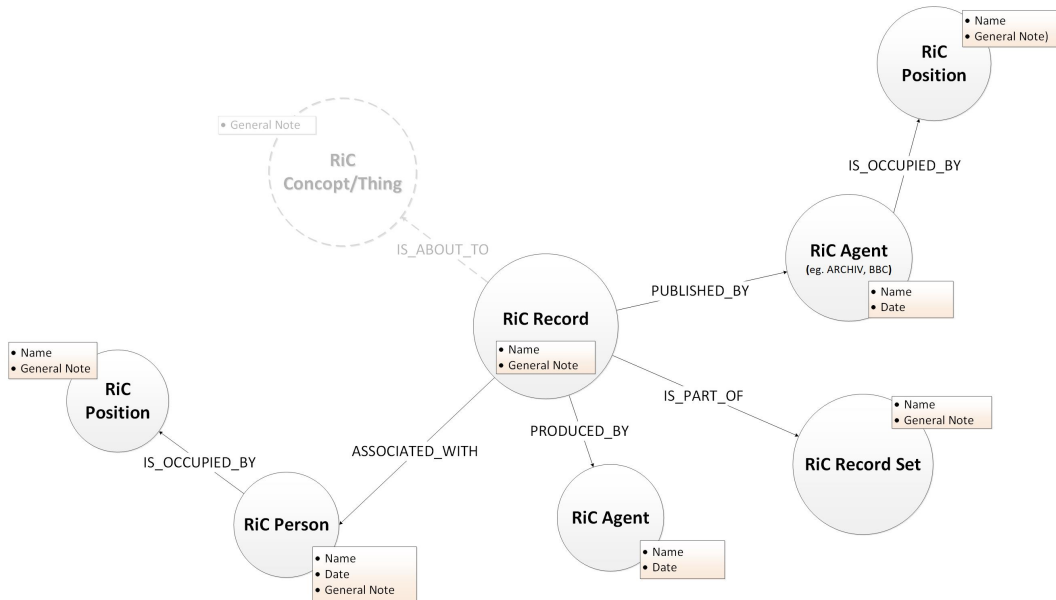 • Name
• General Note)
RiC
Position
• General Note
RiC
Concopt/Thing
IS_OCCUPIED_BY
IS_ABOUT_TO
RiC Agent
(eg. ARCHIV, BBC)
• Name
• Date
PUBLISHED_BY
RiC Record
• Name
• General Note
• Name
• General Note
RiC
Position
IS_PART_OF
• Name
• General Note
RiC Record Set
PRODUCED_BY
ASSOCIATED_WITH
IS_OCCUPIED_BY
RiC Person
• Name
• Date
• General Note
RiC Agent
• Name
• Date